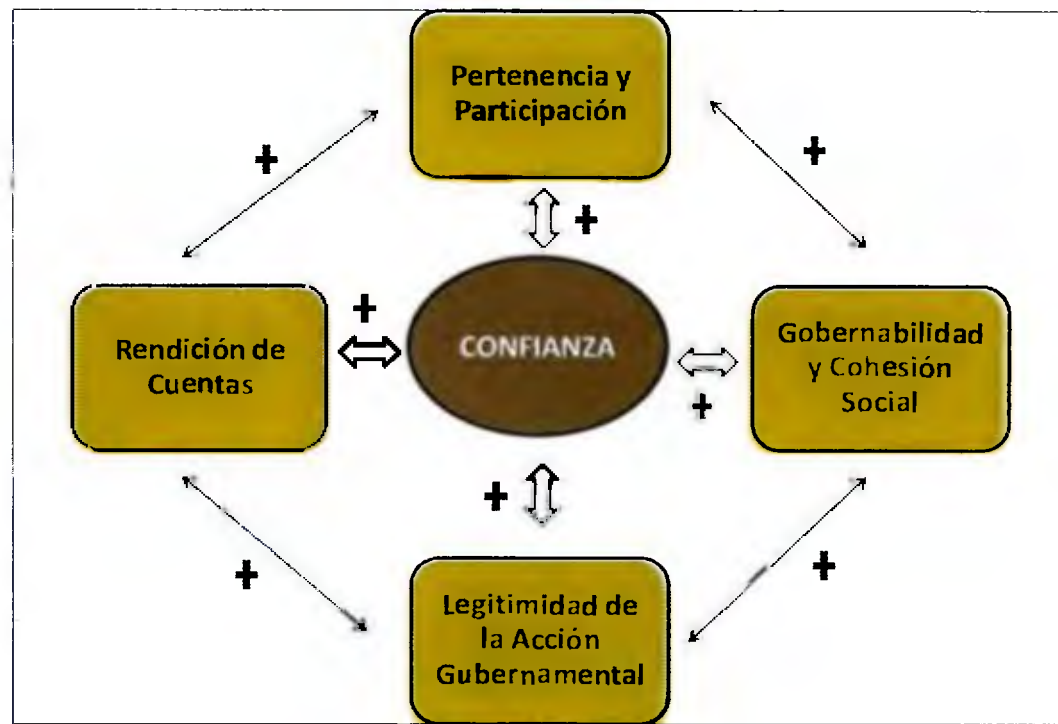 Pertenencia y
Participación
+
+
+
Rendición de
Cuentas
+
CONFIANZA
Gobernabilidad
y Cohesión
Social
+
+
+
+
Legitimidad de
la Acción
Gubernamental